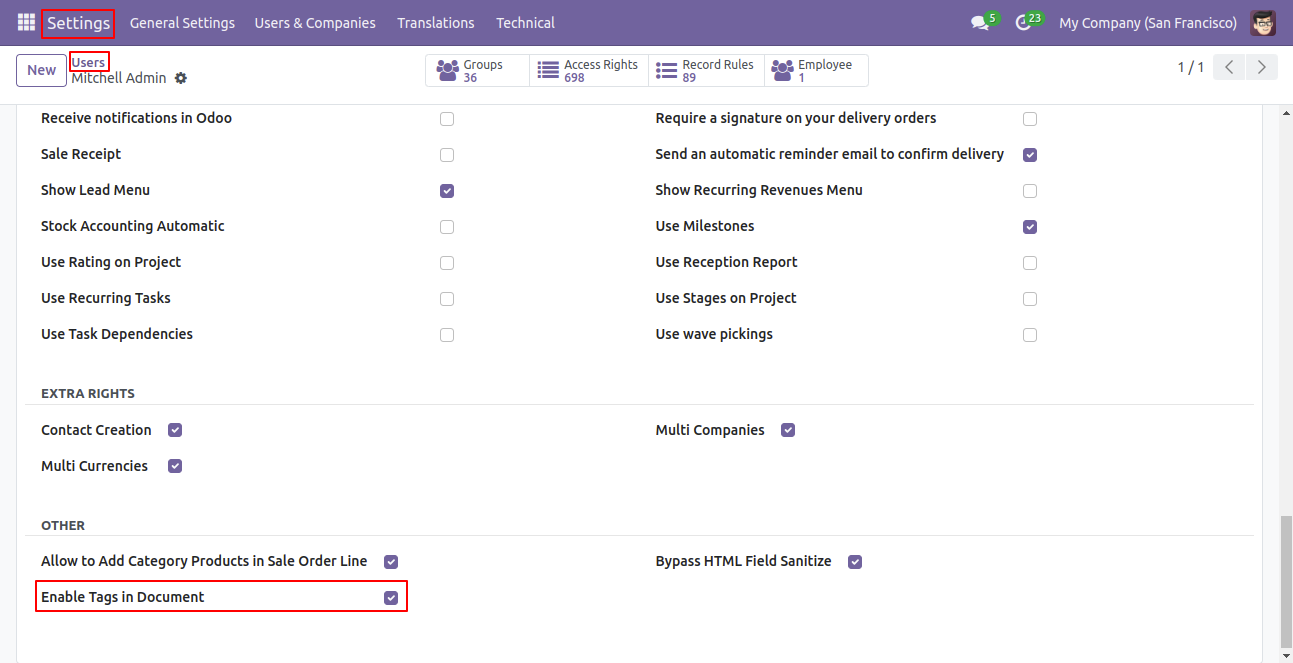 Settings General Settings Users & Companies Translations Technical 5 23 My Company (San Francisco)
New Users Groups 36 Access Rights 698 Record Rules 89 Employee 1 1 / 1
Mitchell Admin
Receive notifications in Odoo Require a signature on your delivery orders
Sale Receipt Send an automatic reminder email to confirm delivery
Show Lead Menu Show Recurring Revenues Menu
Stock Accounting Automatic Use Milestones
Use Rating on Project Use Reception Report
Use Recurring Tasks Use Stages on Project
Use Task Dependencies Use wave pickings
EXTRA RIGHTS
Contact Creation Multi Companies
Multi Currencies
OTHER
Allow to Add Category Products in Sale Order Line Bypass HTML Field Sanitize
Enable Tags in Document